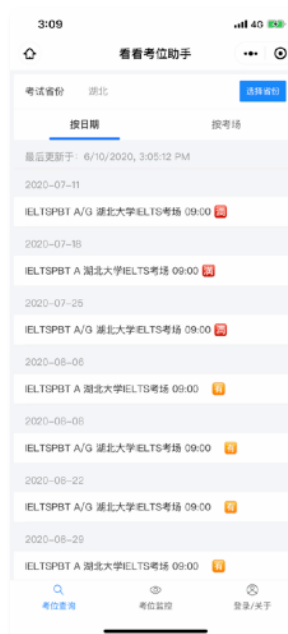 3:09
4G
看看考位助手
考试省份 湖北 选择省份
按日期 按考场
最后更新于：6/10/2020, 3:05:12 PM
2020-07-11
IELTSPBT A/G 湖北大学IELTS考场 09:00 满
2020-07-18
IELTSPBT A 湖北大学IELTS考场 09:00 满
2020-07-25
IELTSPBT A/G 湖北大学IELTS考场 09:00 满
2020-08-06
IELTSPBT A 湖北大学IELTS考场 09:00 有
2020-08-08
IELTSPBT A/G 湖北大学IELTS考场 09:00 有
2020-08-22
IELTSPBT A/G 湖北大学IELTS考场 09:00 有
2020-08-29
IELTSPBT A 湖北大学IELTS考场 09:00 有
考位查询 考位监控 登录/关于